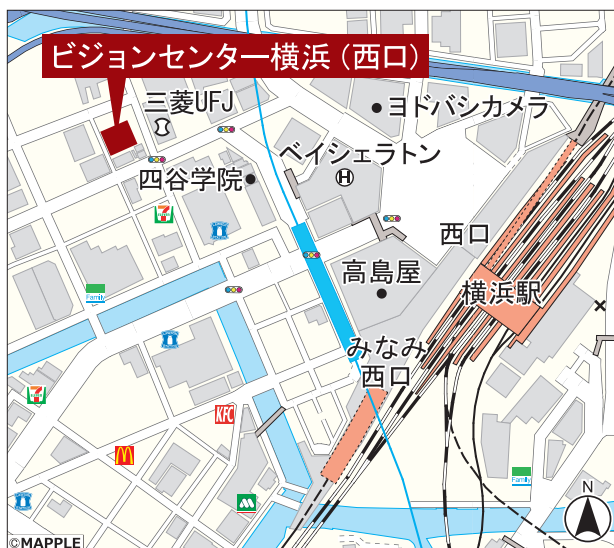 ビジョンセンター横浜（西口）
三菱UFJ
ヨドバシカメラ
ベイシェラトン
H
四谷学院
西口
高島屋
横浜駅
みなみ
西口
Family
KFC
M
Family
N
©MAPPLE